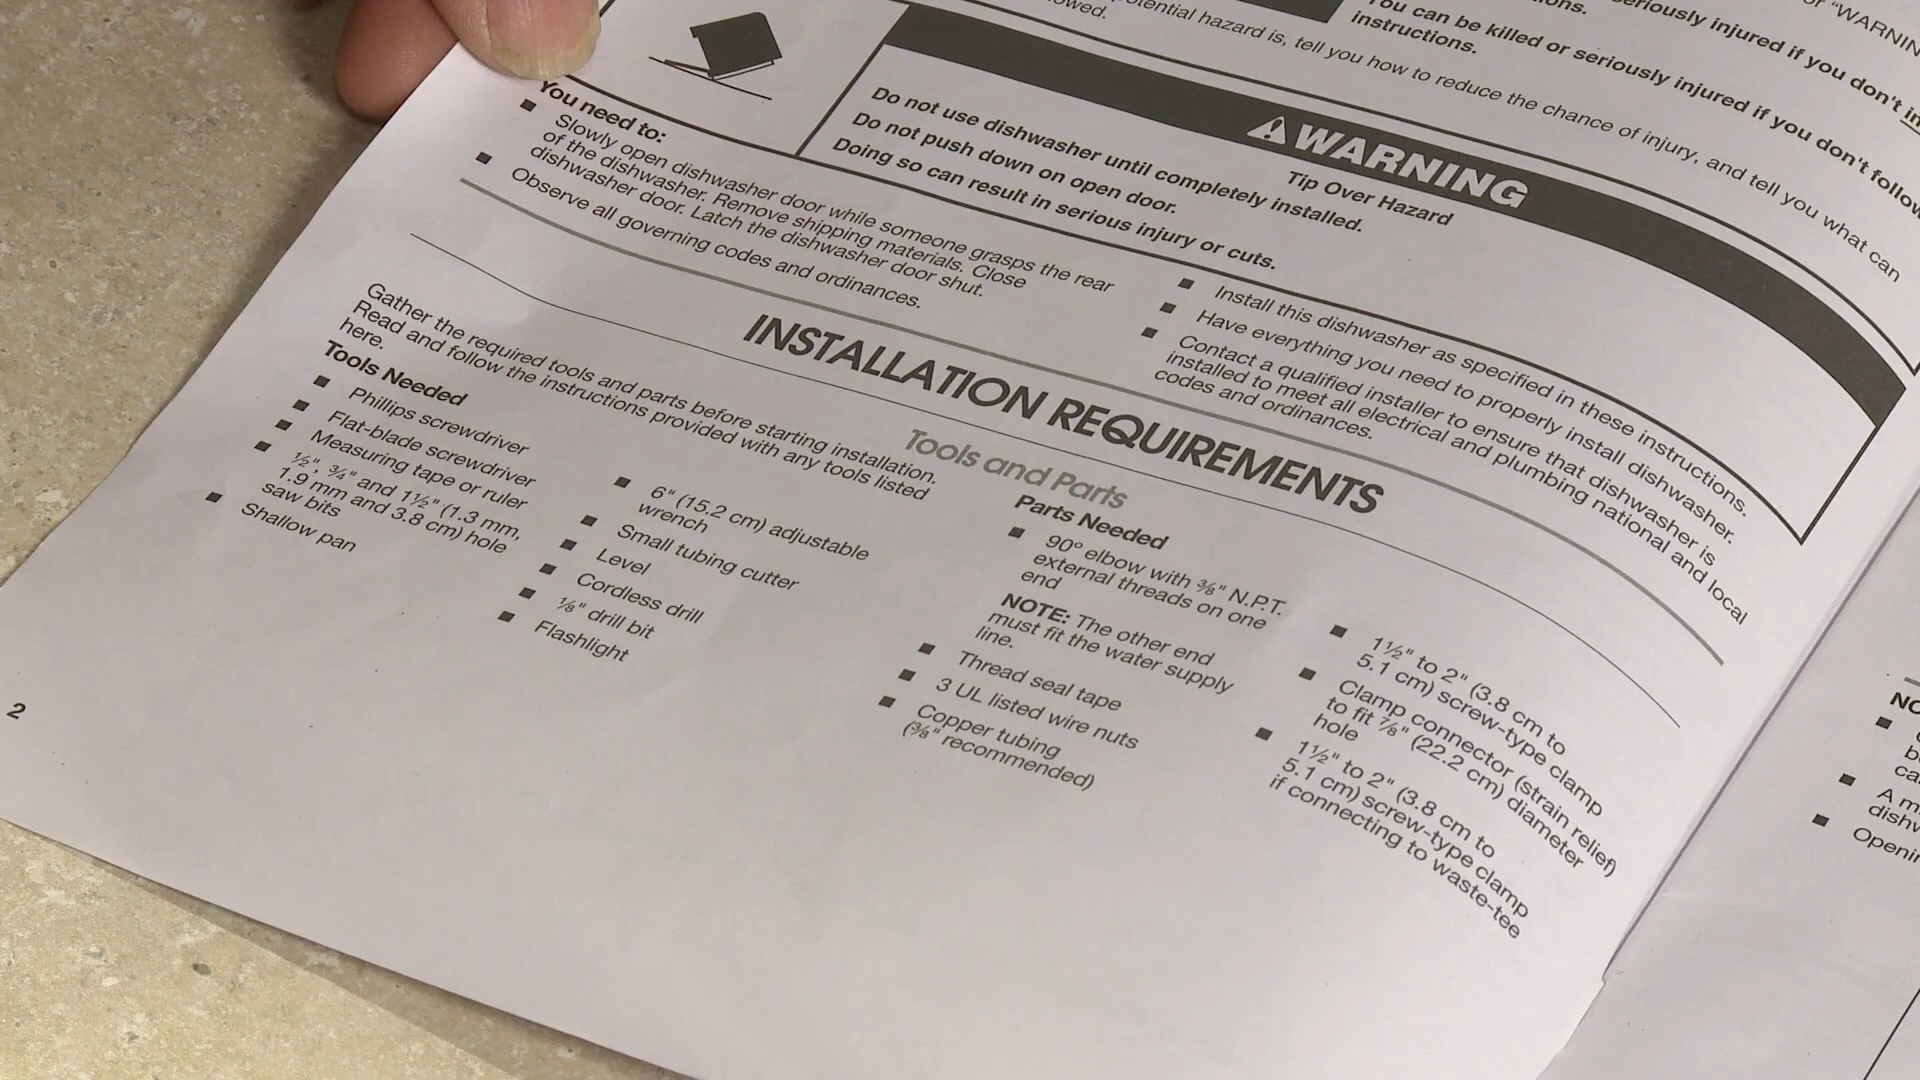 or "WARNIN
seriously injured if you don't in
You can be killed or seriously injured if you don't follow
instructions.
potential hazard is, tell you how to reduce the chance of injury, and tell you what can
WARNING
Tip Over Hazard
Do not use dishwasher until completely installed.
Do not push down on open door.
Doing so can result in serious injury or cuts.
You need to:
■ Slowly open dishwasher door while someone grasps the rear
of the dishwasher. Remove shipping materials. Close
dishwasher door. Latch the dishwasher door shut.
■ Observe all governing codes and ordinances.
■ Install this dishwasher as specified in these instructions.
■ Have everything you need to properly install dishwasher.
■ Contact a qualified installer to ensure that dishwasher is
installed to meet all electrical and plumbing national and local
codes and ordinances.
INSTALLATION REQUIREMENTS
Tools and Parts
Gather the required tools and parts before starting installation.
Read and follow the instructions provided with any tools listed
here.
Tools Needed
■ Phillips screwdriver
■ Flat-blade screwdriver
■ Measuring tape or ruler
■ ½", ¾" and 1½" (1.3 mm,
1.9 mm and 3.8 cm) hole
saw bits
■ Shallow pan
■ 6" (15.2 cm) adjustable
wrench
■ Small tubing cutter
■ Level
■ Cordless drill
■ ⅛" drill bit
■ Flashlight
Parts Needed
■ 90º elbow with ⅜" N.P.T.
external threads on one
end
NOTE: The other end
must fit the water supply
line.
■ Thread seal tape
■ 3 UL listed wire nuts
■ Copper tubing
(⅜" recommended)
■ 1½" to 2" (3.8 cm to
5.1 cm) screw-type clamp
■ Clamp connector (strain relief)
to fit ⅞" (22.2 cm) diameter
hole
■ 1½" to 2" (3.8 cm to
5.1 cm) screw-type clamp
if connecting to waste-tee
2